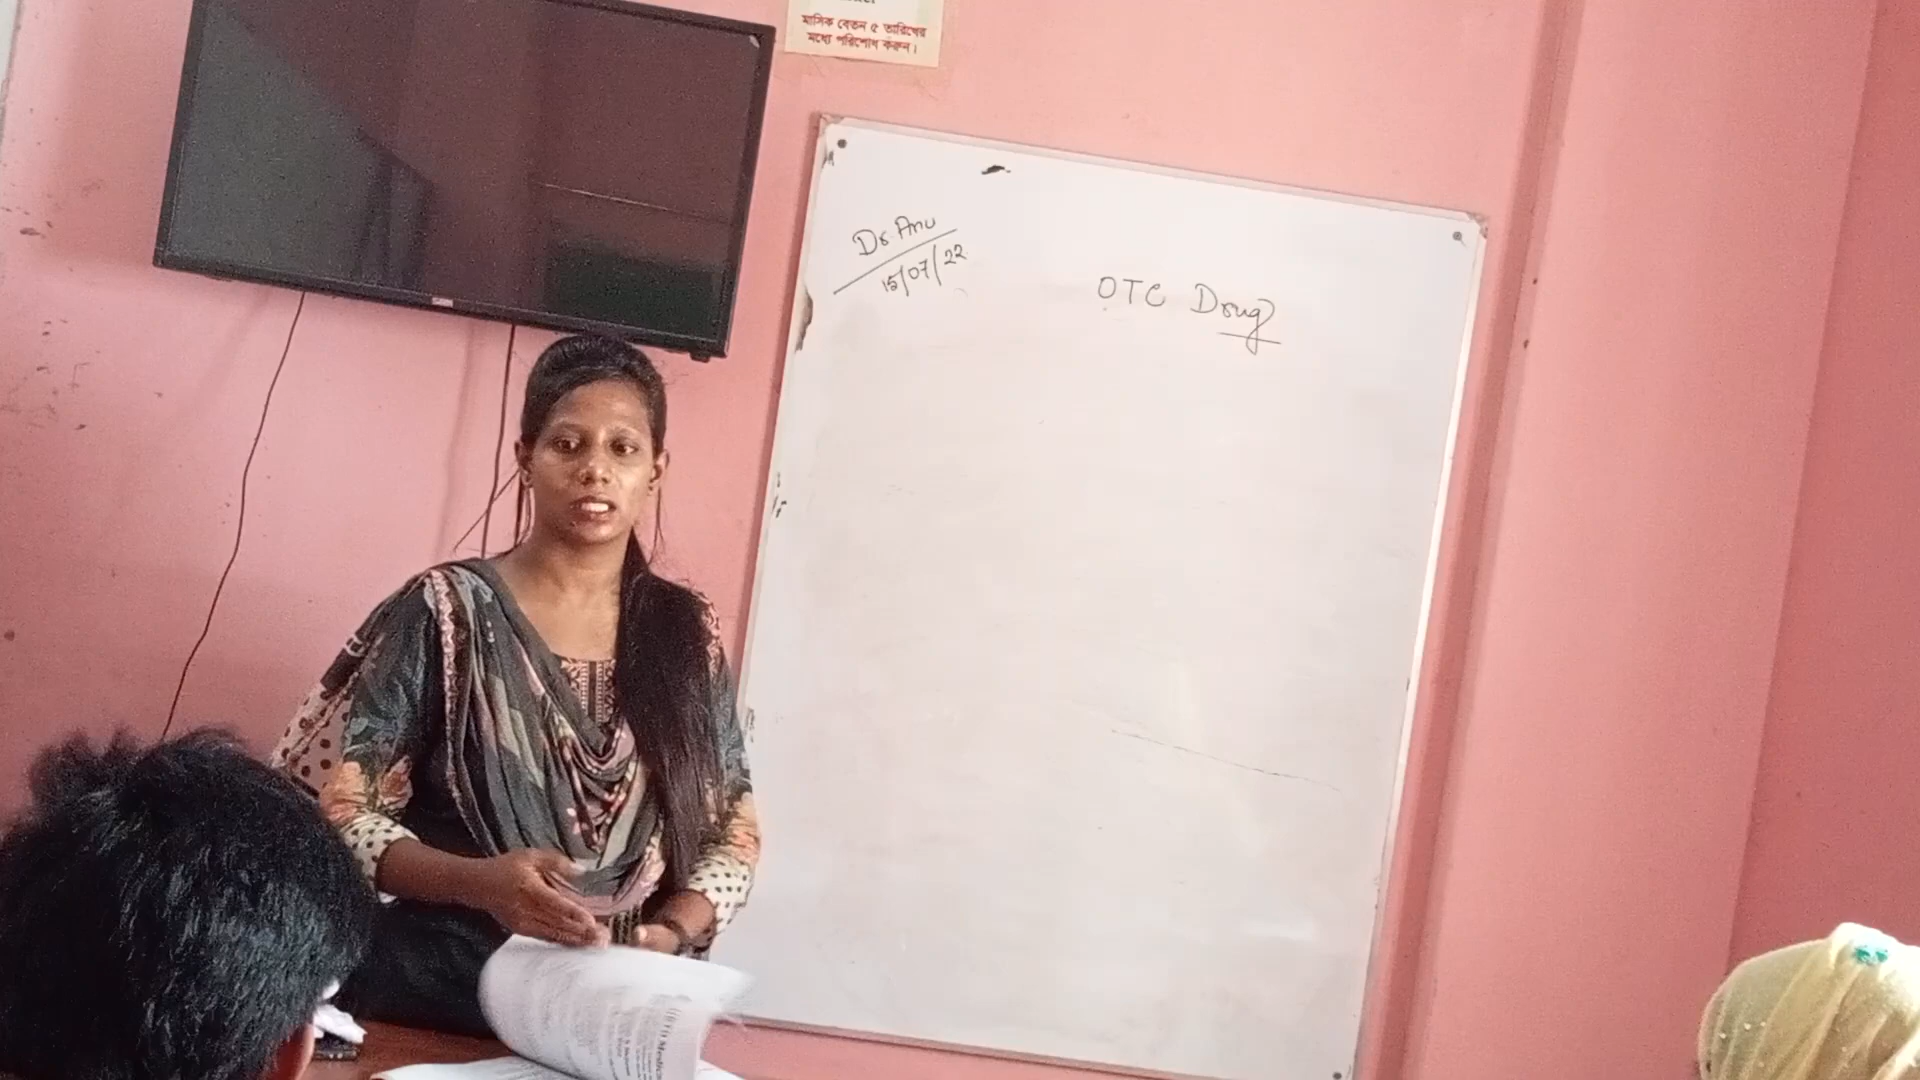 মাসিক বেতন ৫ তারিখের
মধ্যে পরিশোধ করুন।
Dr. Anu
15/07/22
OTC Drug